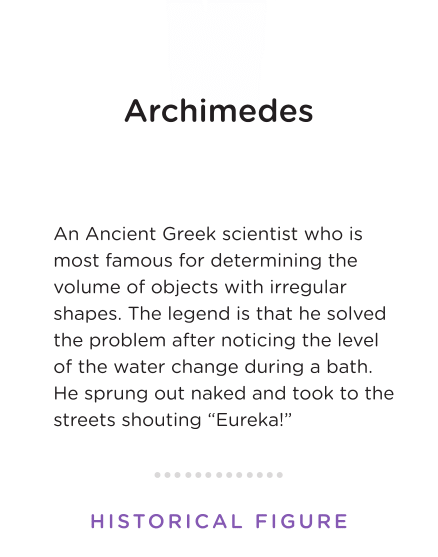 Archimedes
An Ancient Greek scientist who is
most famous for determining the
volume of objects with irregular
shapes. The legend is that he solved
the problem after noticing the level
of the water change during a bath.
He sprung out naked and took to the
streets shouting “Eureka!”
HISTORICAL FIGURE